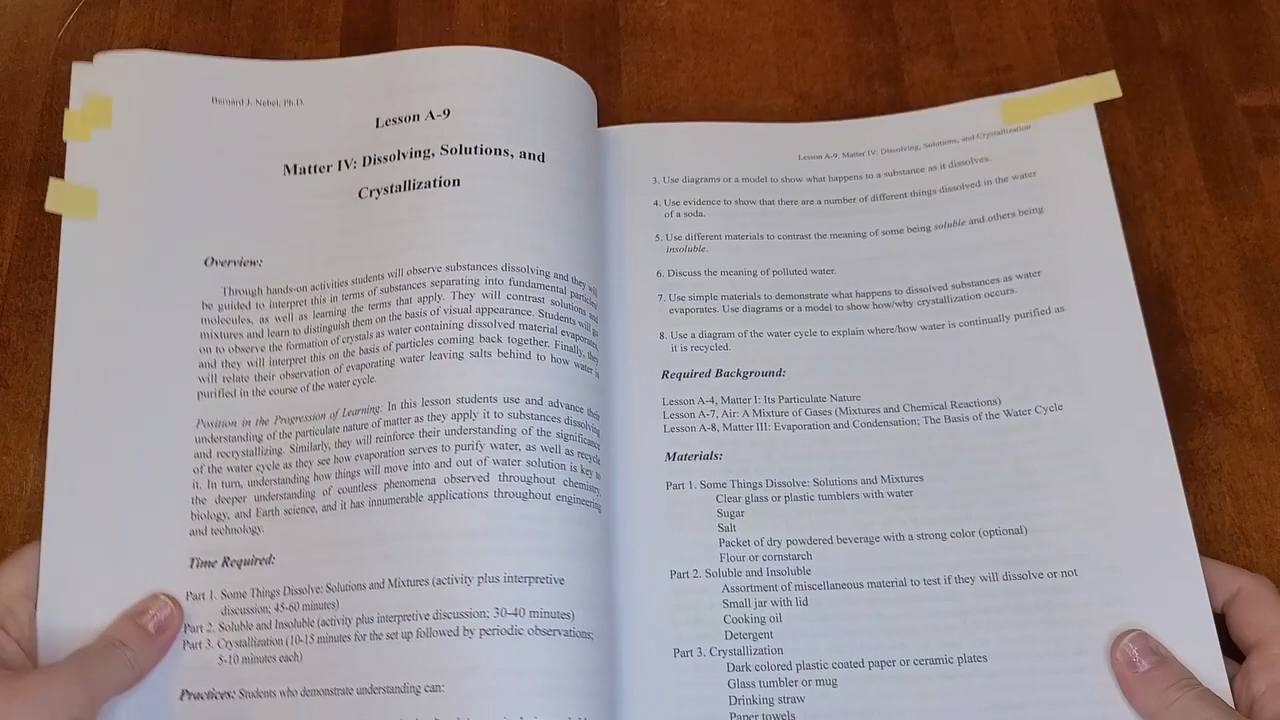 Bernard J. Nebel, Ph.D.
Lesson A-9
Matter IV: Dissolving, Solutions, and
Crystallization
Overview:
Through hands-on activities students will observe substances dissolving and they will
be guided to interpret this in terms of substances separating into fundamental particles
molecules, as well as learning the terms that apply. They will contrast solutions and
mixtures and learn to distinguish them on the basis of visual appearance. Students will go
on to observe the formation of crystals as water containing dissolved material evaporates,
and they will interpret this on the basis of particles coming back together. Finally, they
will relate their observation of evaporating water leaving salts behind to how water is
purified in the course of the water cycle.
Position in the Progression of Learning: In this lesson students use and advance their
understanding of the particulate nature of matter as they apply it to substances dissolving
and recrystallizing. Similarly, they will reinforce their understanding of the significance
of the water cycle as they see how evaporation serves to purify water, as well as recycle
it. In turn, understanding how things will move into and out of water solution is key to
the deeper understanding of countless phenomena observed throughout chemistry,
biology, and Earth science, and it has innumerable applications throughout engineering
and technology.
Time Required:
Part 1. Some Things Dissolve: Solutions and Mixtures (activity plus interpretive
discussion; 45-60 minutes)
Part 2. Soluble and Insoluble (activity plus interpretive discussion; 30-40 minutes)
Part 3. Crystallization (10-15 minutes for the set up followed by periodic observations;
5-10 minutes each)
Practices: Students who demonstrate understanding can:
Lesson A-9, Matter IV: Dissolving, Solutions, and Crystallization
3. Use diagrams or a model to show what happens to a substance as it dissolves.
4. Use evidence to show that there are a number of different things dissolved in the water
of a soda.
5. Use different materials to contrast the meaning of some being soluble and others being
insoluble.
6. Discuss the meaning of polluted water.
7. Use simple materials to demonstrate what happens to dissolved substances as water
evaporates. Use diagrams or a model to show how/why crystallization occurs.
8. Use a diagram of the water cycle to explain where/how water is continually purified as
it is recycled.
Required Background:
Lesson A-4, Matter I: Its Particulate Nature
Lesson A-7, Air: A Mixture of Gases (Mixtures and Chemical Reactions)
Lesson A-8, Matter III: Evaporation and Condensation; The Basis of the Water Cycle
Materials:
Part 1. Some Things Dissolve: Solutions and Mixtures
Clear glass or plastic tumblers with water
Sugar
Salt
Packet of dry powdered beverage with a strong color (optional)
Flour or cornstarch
Part 2. Soluble and Insoluble
Assortment of miscellaneous material to test if they will dissolve or not
Small jar with lid
Cooking oil
Detergent
Part 3. Crystallization
Dark colored plastic coated paper or ceramic plates
Glass tumbler or mug
Drinking straw
Paper towels